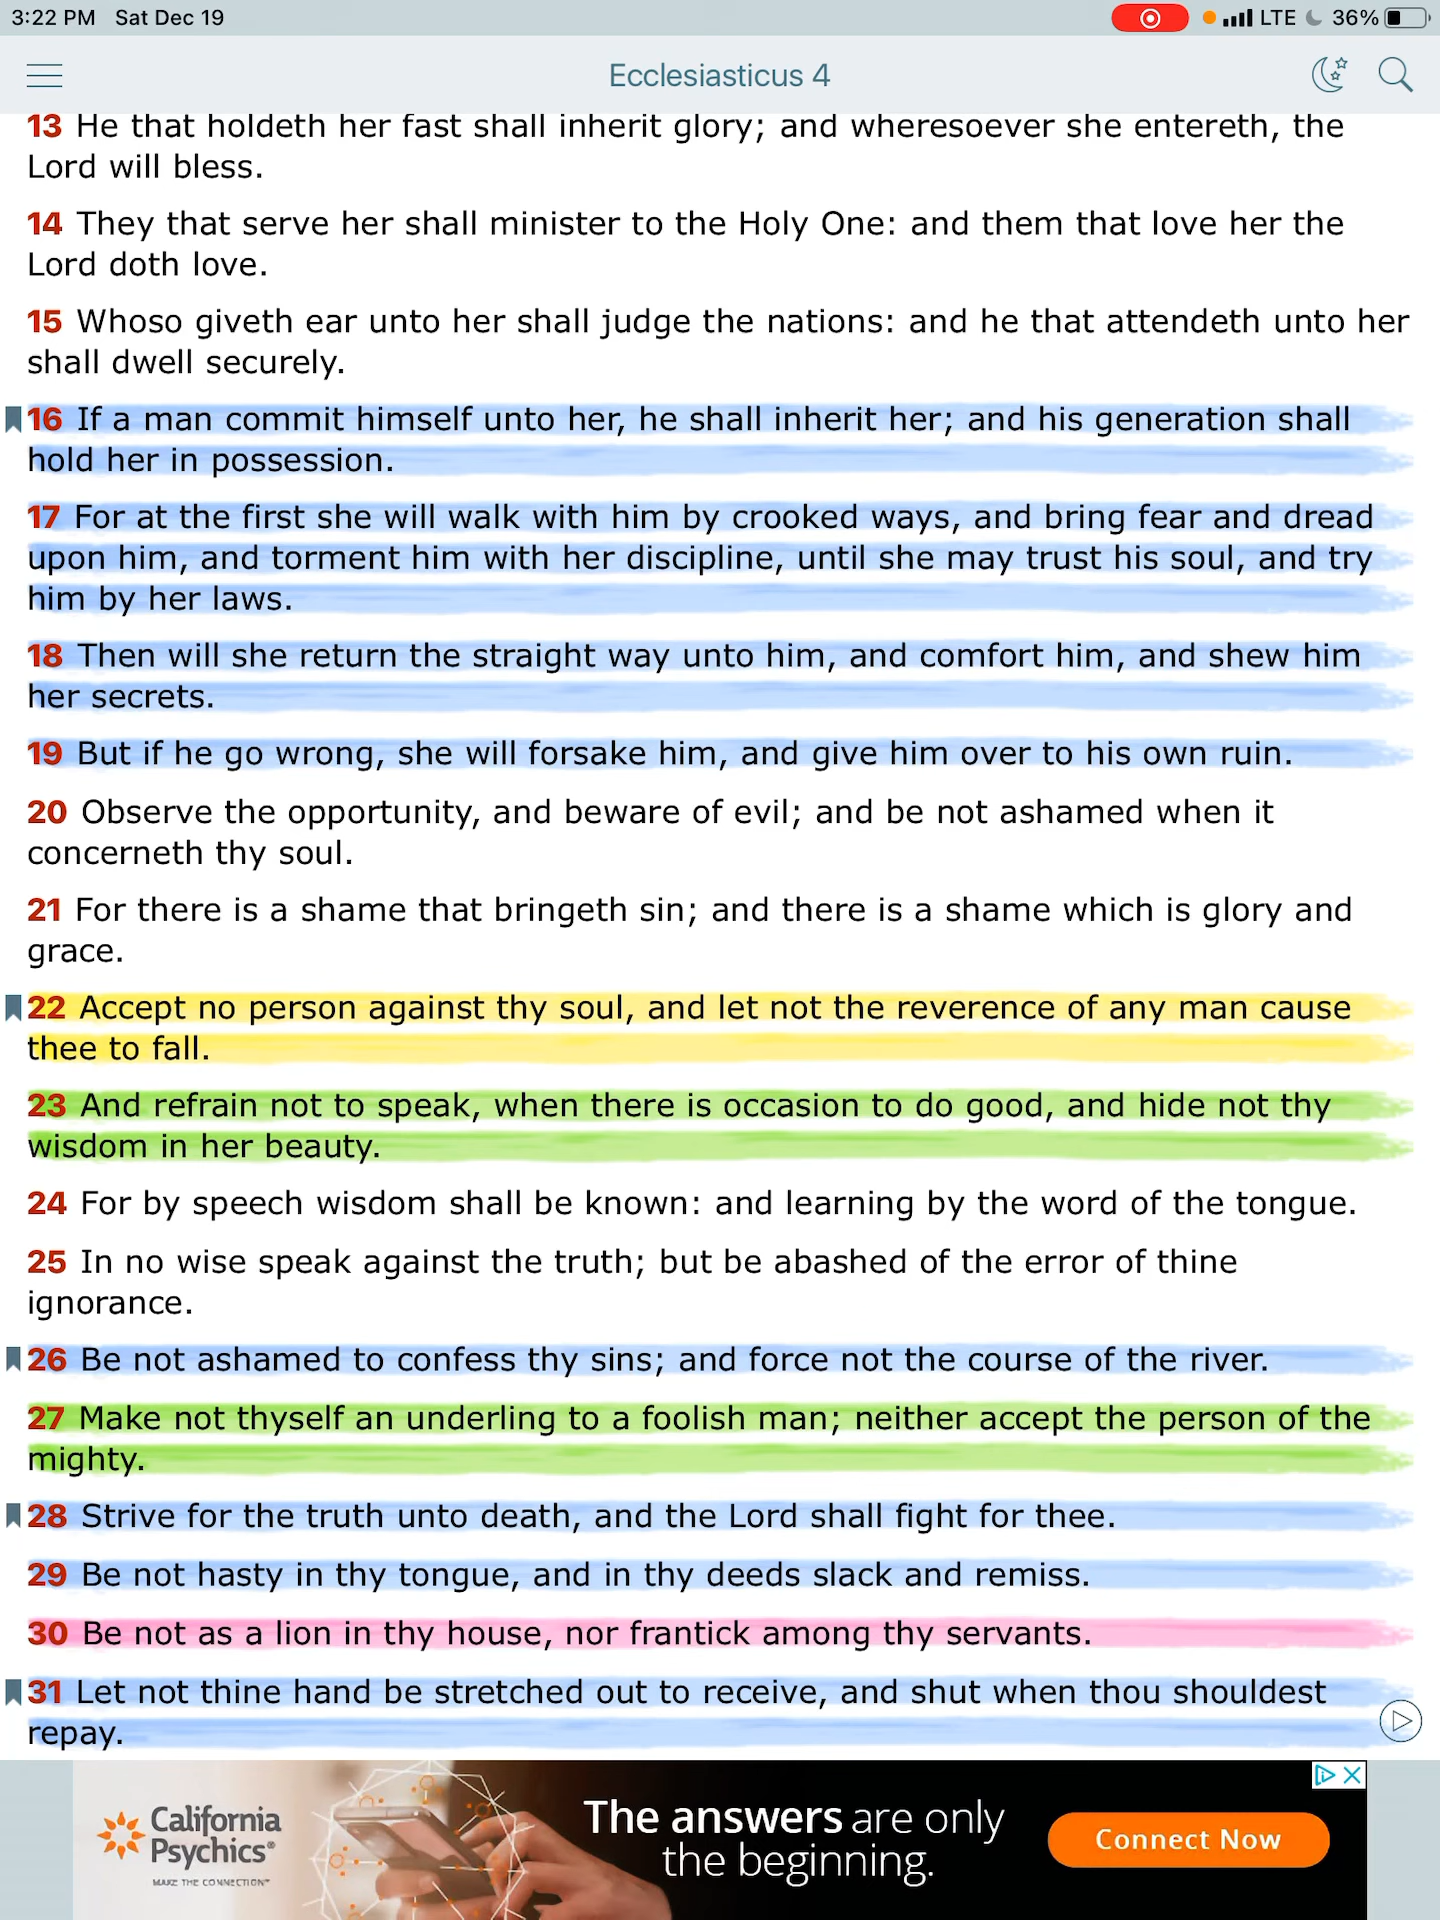 3:22 PM Sat Dec 19 LTE 36%
Ecclesiasticus 4
13 He that holdeth her fast shall inherit glory; and wheresoever she entereth, the
Lord will bless.
14 They that serve her shall minister to the Holy One: and them that love her the
Lord doth love.
15 Whoso giveth ear unto her shall judge the nations: and he that attendeth unto her
shall dwell securely.
16 If a man commit himself unto her, he shall inherit her; and his generation shall
hold her in possession.
17 For at the first she will walk with him by crooked ways, and bring fear and dread
upon him, and torment him with her discipline, until she may trust his soul, and try
him by her laws.
18 Then will she return the straight way unto him, and comfort him, and shew him
her secrets.
19 But if he go wrong, she will forsake him, and give him over to his own ruin.
20 Observe the opportunity, and beware of evil; and be not ashamed when it
concerneth thy soul.
21 For there is a shame that bringeth sin; and there is a shame which is glory and
grace.
22 Accept no person against thy soul, and let not the reverence of any man cause
thee to fall.
23 And refrain not to speak, when there is occasion to do good, and hide not thy
wisdom in her beauty.
24 For by speech wisdom shall be known: and learning by the word of the tongue.
25 In no wise speak against the truth; but be abashed of the error of thine
ignorance.
26 Be not ashamed to confess thy sins; and force not the course of the river.
27 Make not thyself an underling to a foolish man; neither accept the person of the
mighty.
28 Strive for the truth unto death, and the Lord shall fight for thee.
29 Be not hasty in thy tongue, and in thy deeds slack and remiss.
30 Be not as a lion in thy house, nor frantick among thy servants.
31 Let not thine hand be stretched out to receive, and shut when thou shouldest
repay.
California
Psychics®
MAKE THE CONNECTION™
The answers are only
the beginning.
Connect Now